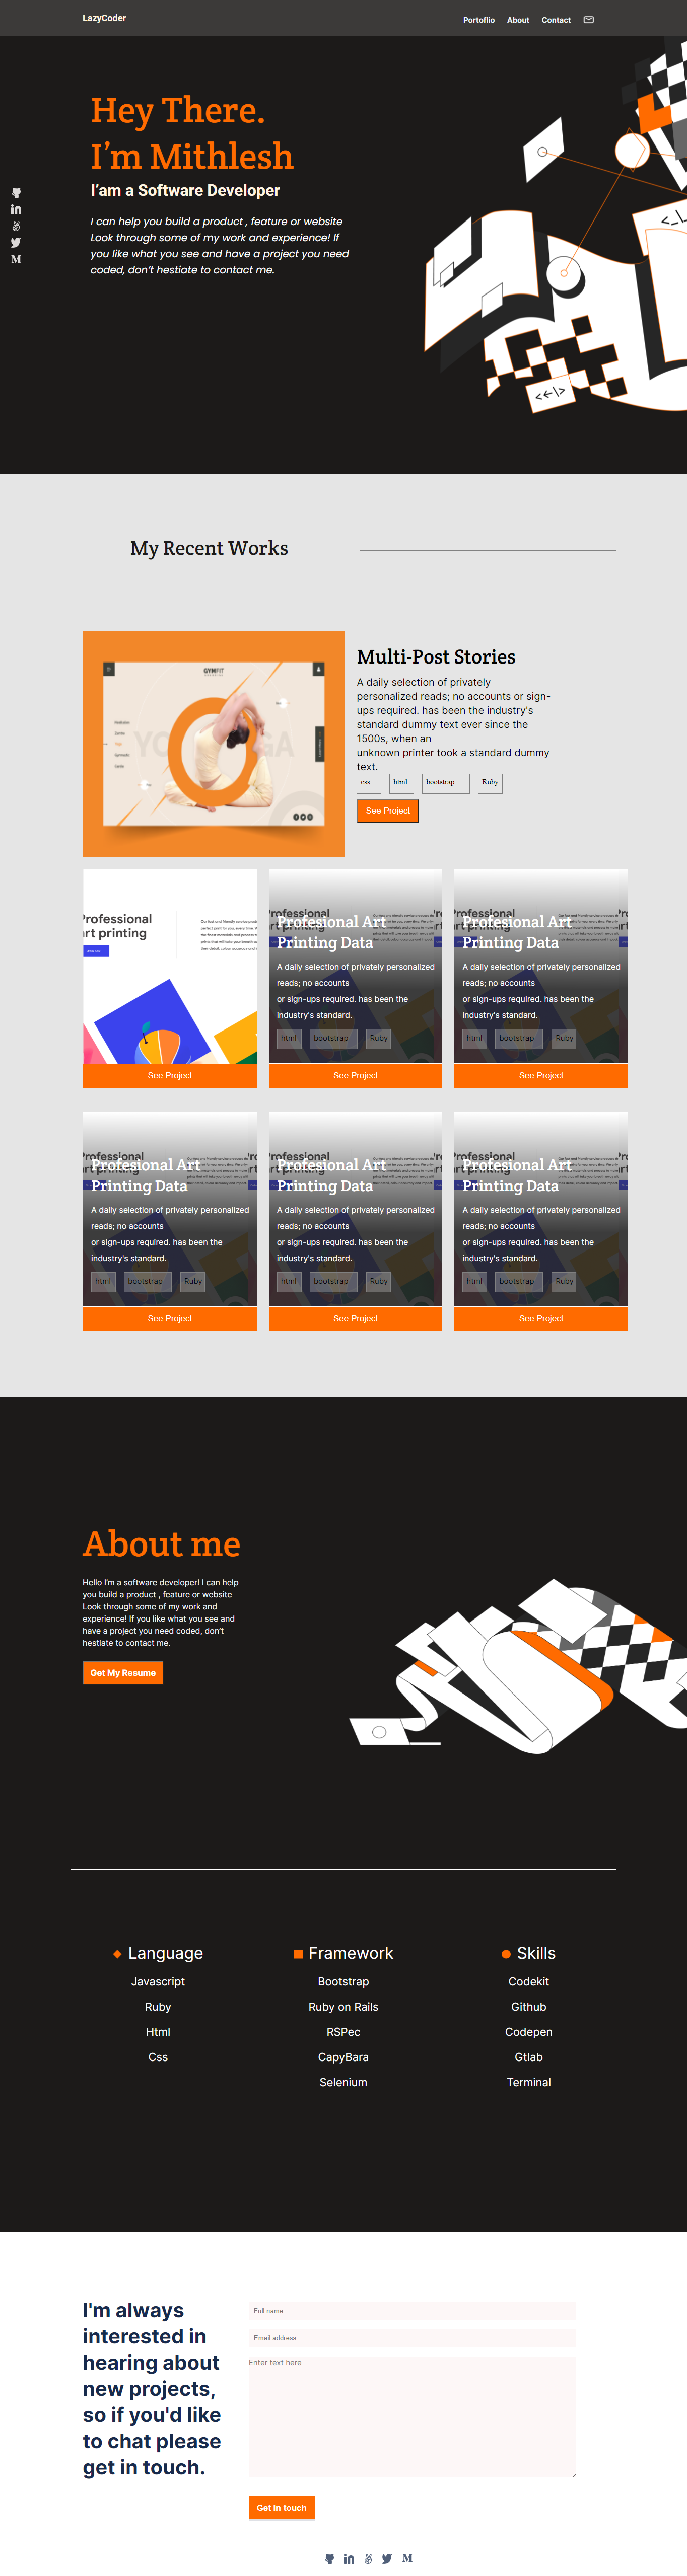 LazyCoder
Portoflio About Contact
Hey There.
I’m Mithlesh
I’am a Software Developer
I can help you build a product , feature or website
Look through some of my work and experience! If
you like what you see and have a project you need
coded, don’t hestiate to contact me.
My Recent Works
GYMFIT
Multi-Post Stories
A daily selection of privately
personalized reads; no accounts or sign-
ups required. has been the industry's
standard dummy text ever since the
1500s, when an
unknown printer took a standard dummy
text.
css html bootstrap Ruby
See Project
Professional
art printing
See Project
Profesional Art
Printing Data
A daily selection of privately personalized
reads; no accounts
or sign-ups required. has been the
industry's standard.
html bootstrap Ruby
See Project
Profesional Art
Printing Data
A daily selection of privately personalized
reads; no accounts
or sign-ups required. has been the
industry's standard.
html bootstrap Ruby
See Project
Profesional Art
Printing Data
A daily selection of privately personalized
reads; no accounts
or sign-ups required. has been the
industry's standard.
html bootstrap Ruby
See Project
Profesional Art
Printing Data
A daily selection of privately personalized
reads; no accounts
or sign-ups required. has been the
industry's standard.
html bootstrap Ruby
See Project
Profesional Art
Printing Data
A daily selection of privately personalized
reads; no accounts
or sign-ups required. has been the
industry's standard.
html bootstrap Ruby
See Project
About me
Hello I’m a software developer! I can help
you build a product , feature or website
Look through some of my work and
experience! If you like what you see and
have a project you need coded, don’t
hestiate to contact me.
Get My Resume
Language
Javascript
Ruby
Html
Css
Framework
Bootstrap
Ruby on Rails
RSPec
CapyBara
Selenium
Skills
Codekit
Github
Codepen
Gtlab
Terminal
I'm always
interested in
hearing about
new projects,
so if you'd like
to chat please
get in touch.
Full name
Email address
Enter text here
Get in touch